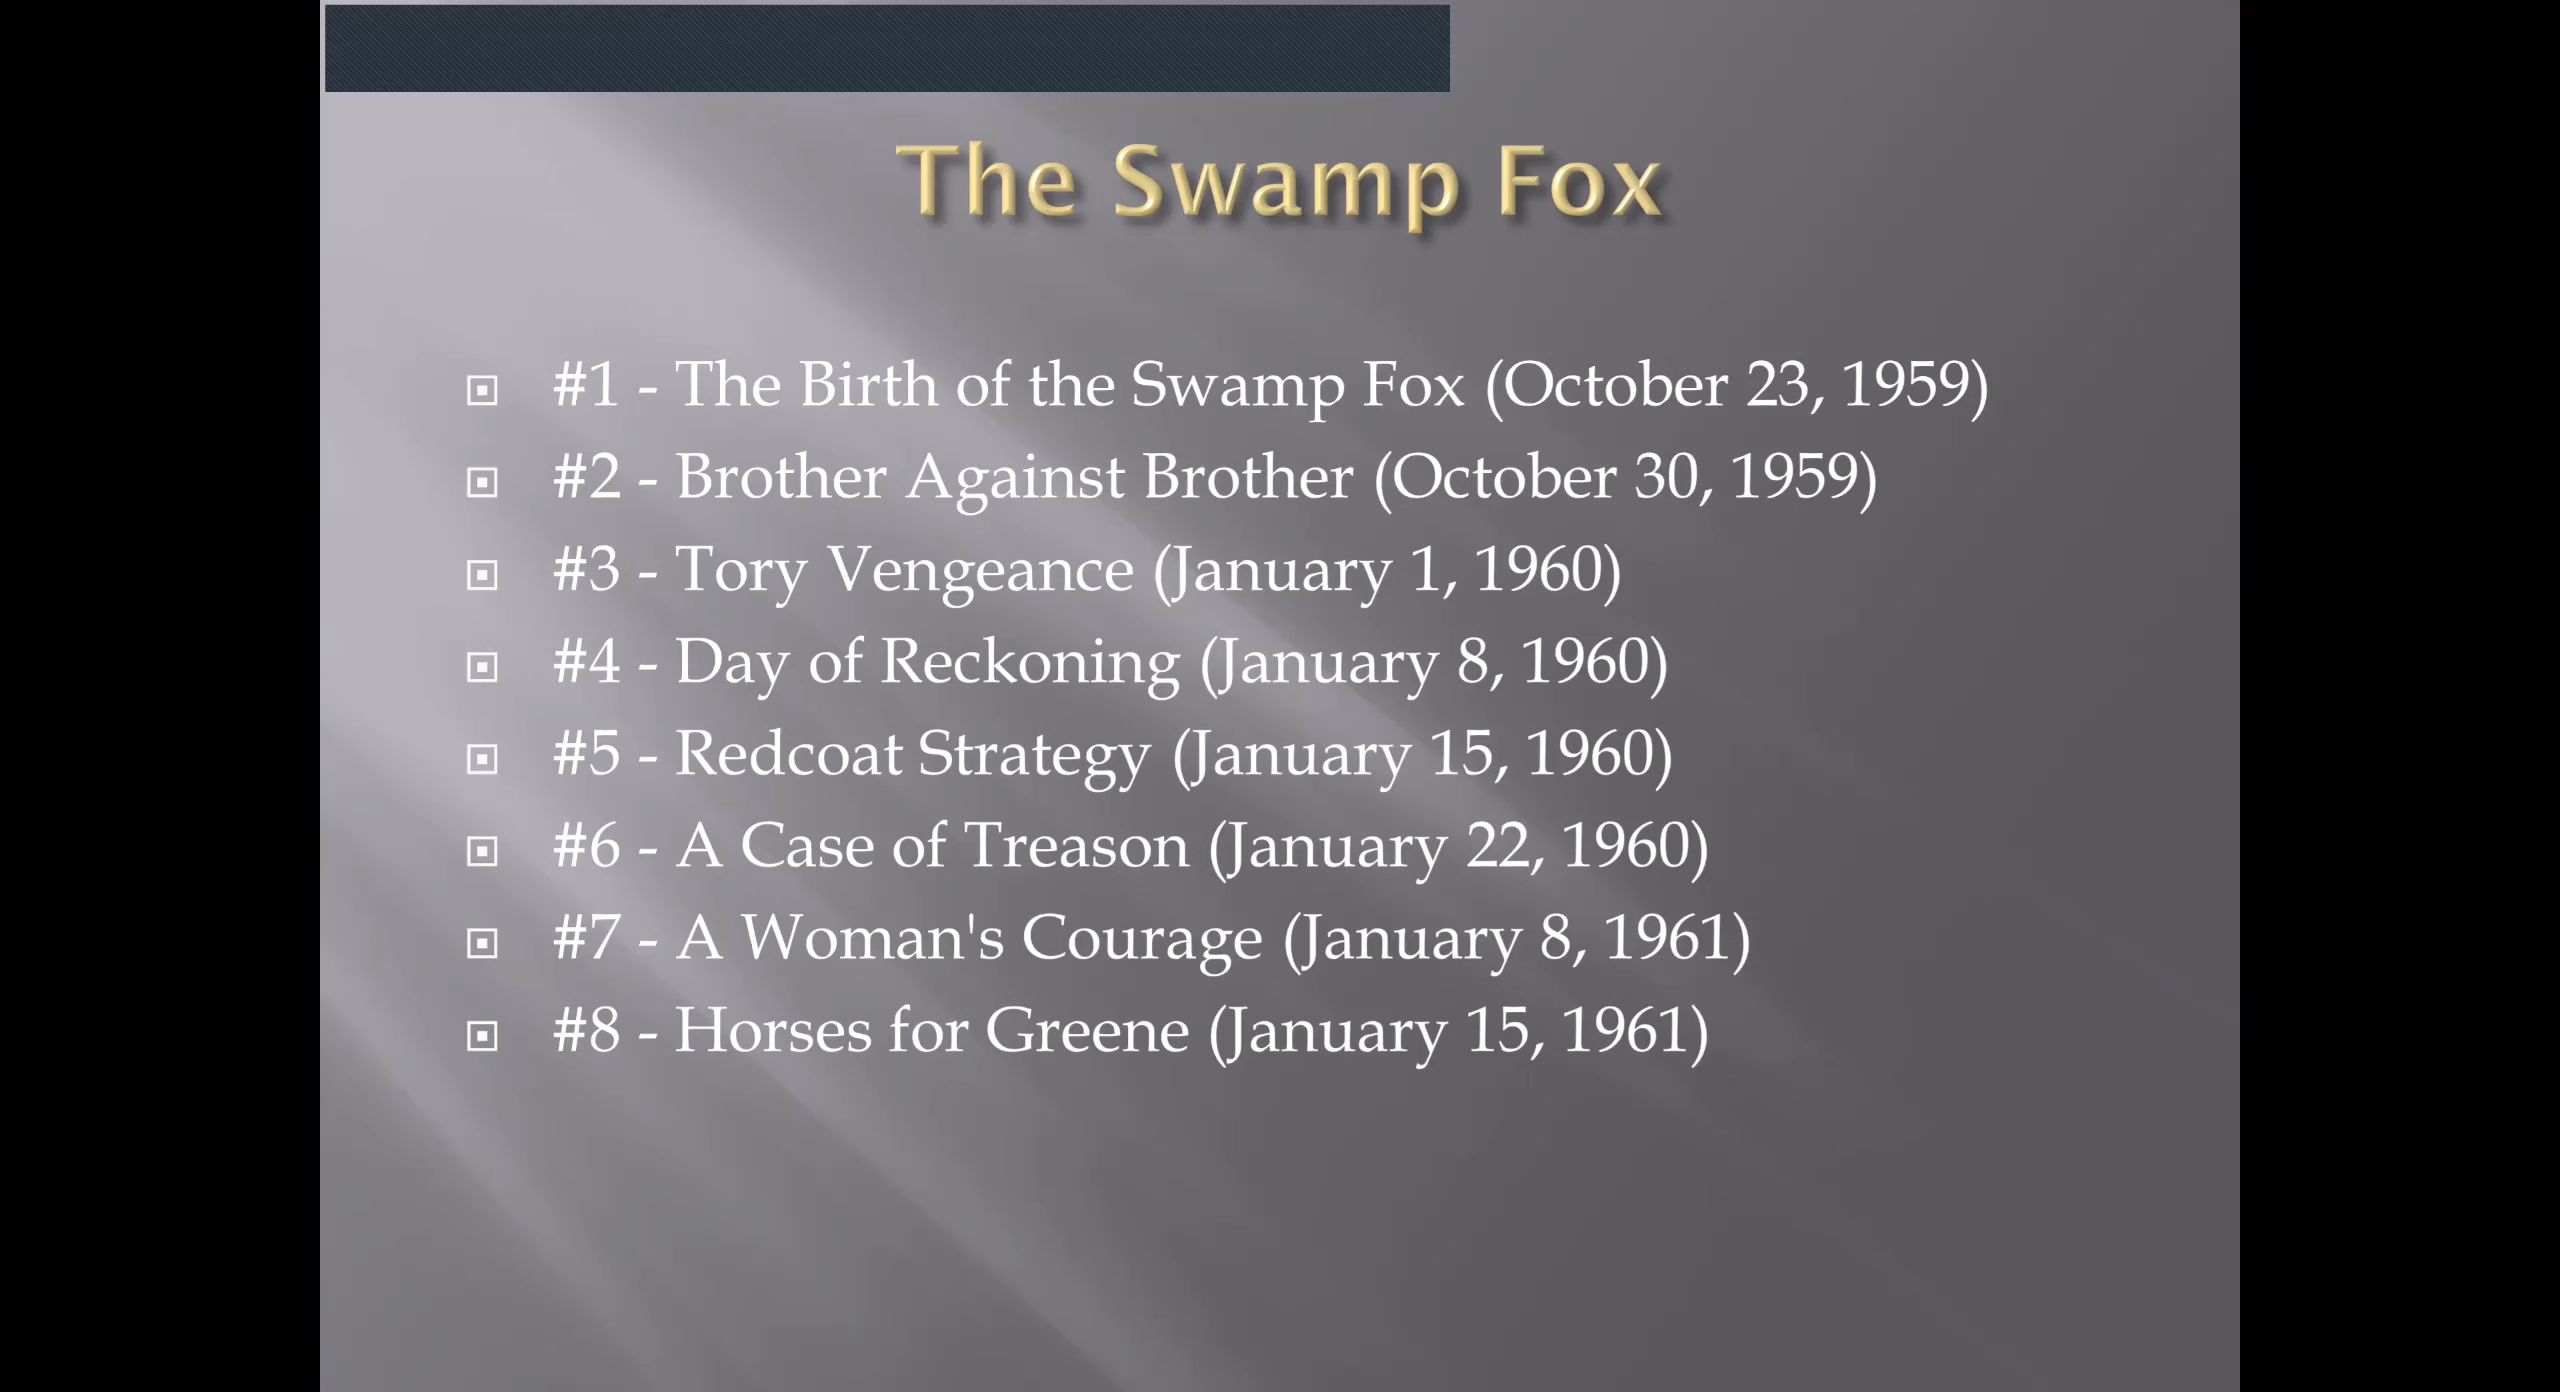 The Swamp Fox
#1 - The Birth of the Swamp Fox (October 23, 1959)
#2 - Brother Against Brother (October 30, 1959)
#3 - Tory Vengeance (January 1, 1960)
#4 - Day of Reckoning (January 8, 1960)
#5 - Redcoat Strategy (January 15, 1960)
#6 - A Case of Treason (January 22, 1960)
#7 - A Woman's Courage (January 8, 1961)
#8 - Horses for Greene (January 15, 1961)